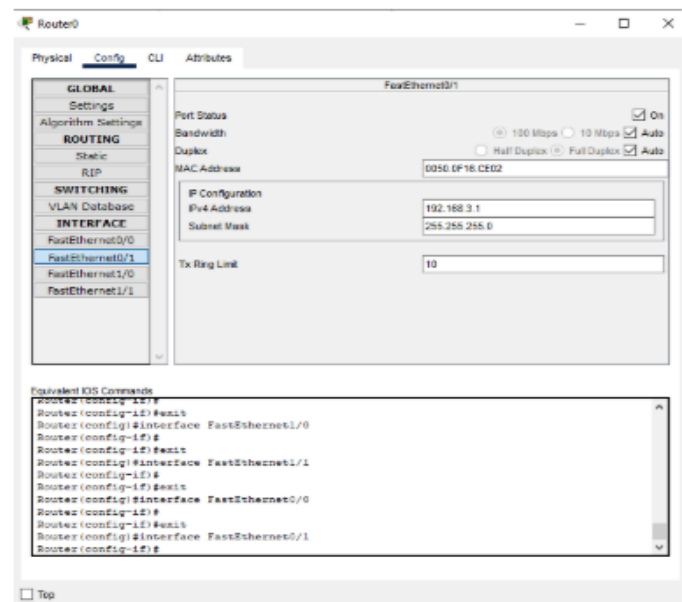 Router0
Physical Config CLI Attributes
GLOBAL
Settings
Algorithm Settings
ROUTING
Static
RIP
SWITCHING
VLAN Database
INTERFACE
FastEthernet0/0
FastEthernet0/1
FastEthernet1/0
FastEthernet1/1
FastEthernet0/1
Port Status On
Bandwidth 100 Mbps 10 Mbps Auto
Duplex Half Duplex Full Duplex Auto
MAC Address 0050.0F16.CE02
IP Configuration
IPv4 Address 192.168.3.1
Subnet Mask 255.255.255.0
Tx Ring Limit 10
Equivalent IOS Commands
Router(config-if)#
Router(config-if)#exit
Router(config)#interface FastEthernet1/0
Router(config-if)#
Router(config-if)#exit
Router(config)#interface FastEthernet1/1
Router(config-if)#
Router(config-if)#exit
Router(config)#interface FastEthernet0/0
Router(config-if)#
Router(config-if)#exit
Router(config)#interface FastEthernet0/1
Router(config-if)#
Top